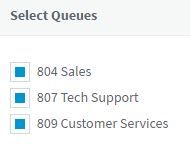 Select Queues
804 Sales
807 Tech Support
809 Customer Services